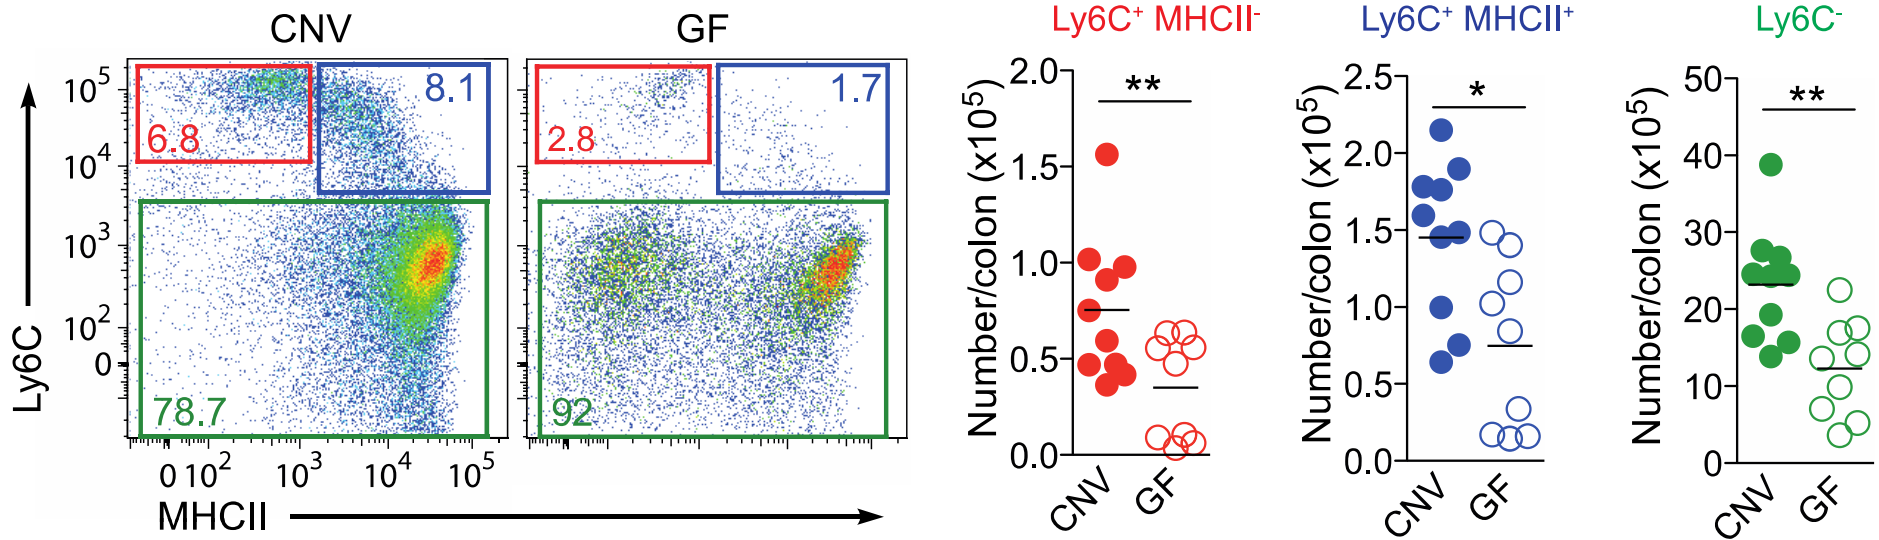 CNV
GF
Ly6C⁺ MHCII⁻
Ly6C⁺ MHCII⁺
Ly6C⁻
Ly6C
10⁵
10⁴
10³
10²
0
6.8
8.1
78.7
2.8
1.7
92
0 10² 10³ 10⁴ 10⁵
MHCII
Number/colon (x10⁵)
2.0
1.5
1.0
0.5
0.0
**
CNV
GF
Number/colon (x10⁵)
2.5
2.0
1.5
1.0
0.5
0.0
*
CNV
GF
Number/colon (x10⁵)
50
40
30
20
10
0
**
CNV
GF